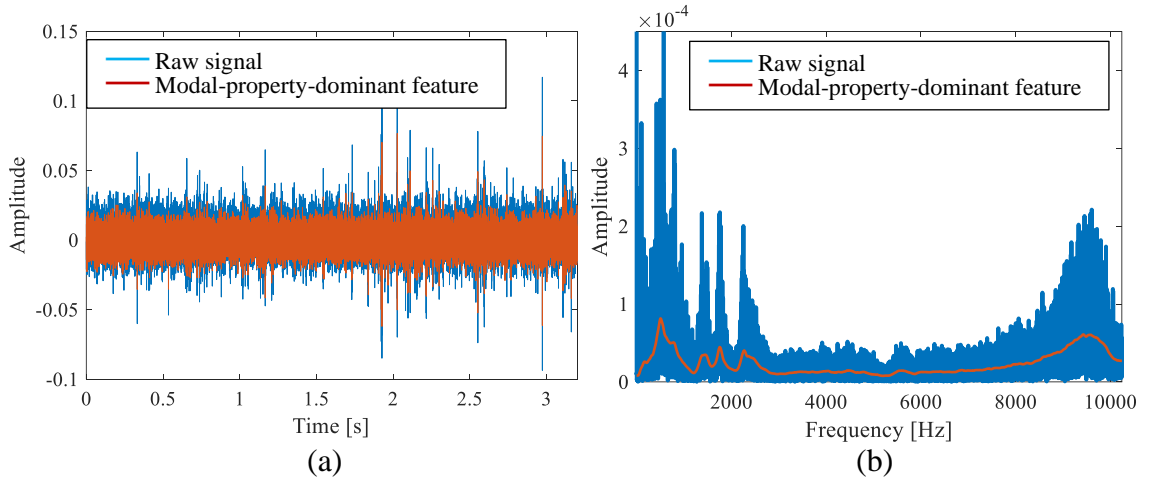 0.15
0.1
0.05
0
-0.05
-0.1
Amplitude
Raw signal
Modal-property-dominant feature
0 0.5 1 1.5 2 2.5 3
Time [s]
(a)
×10⁻⁴
4
3
2
1
0
Amplitude
Raw signal
Modal-property-dominant feature
2000 4000 6000 8000 10000
Frequency [Hz]
(b)